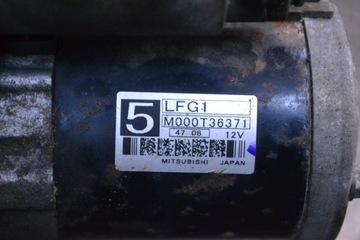 5 LFG1
M000T36371
47 08 12V
MITSUBISHI JAPAN